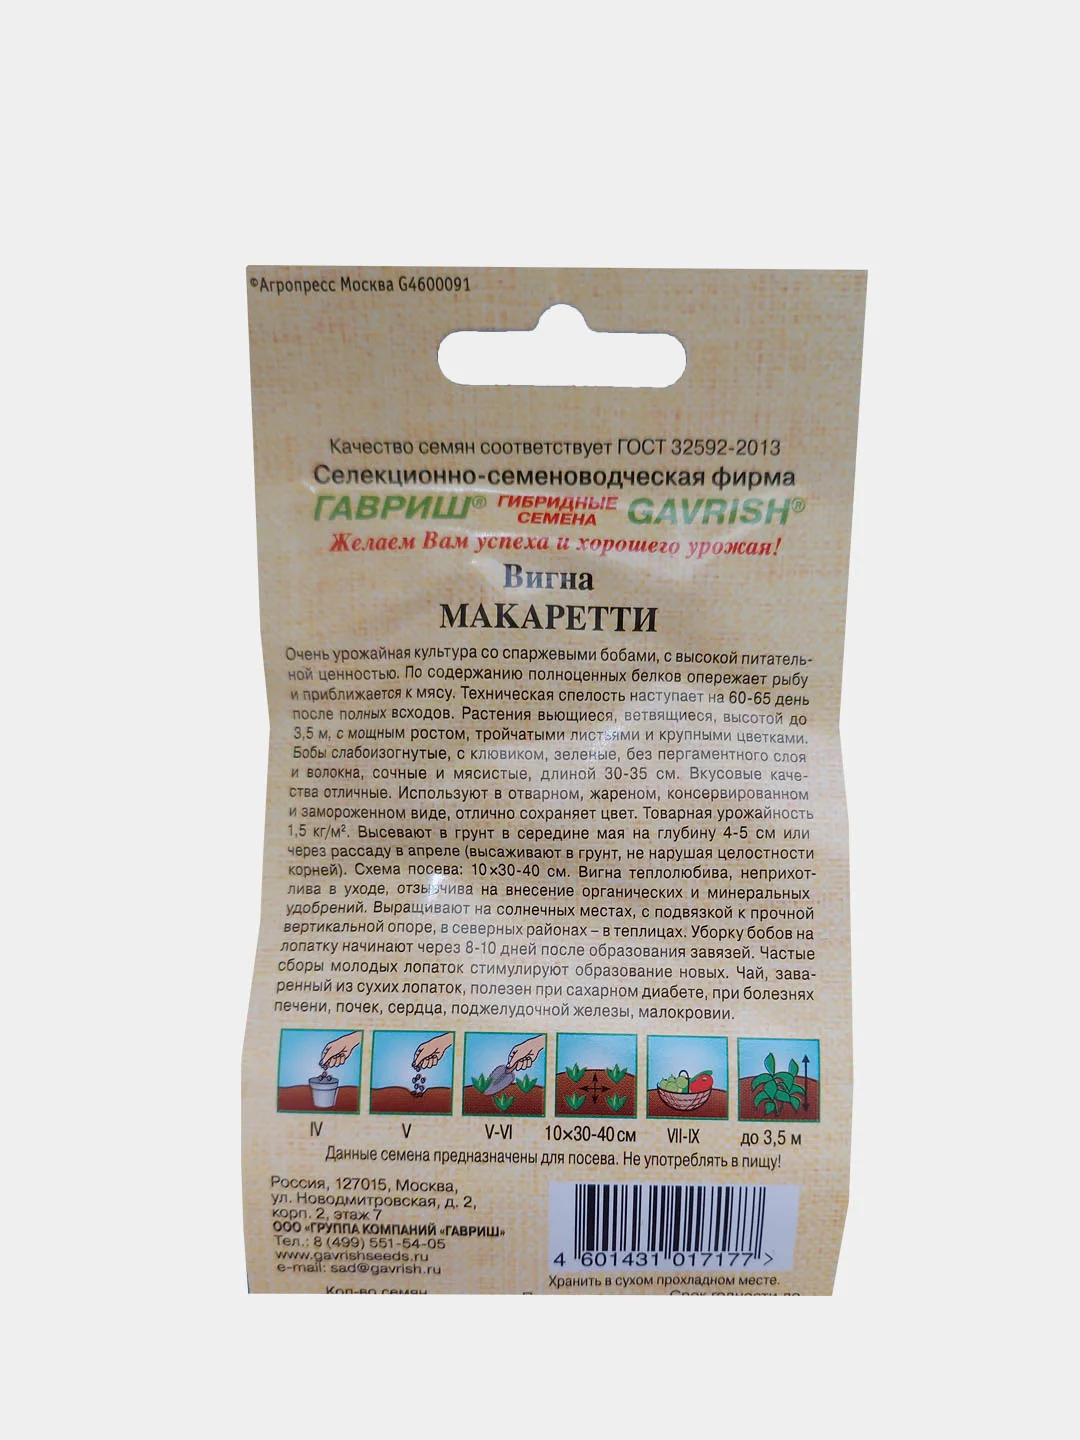 ©Агропресс Москва G4600091
Качество семян соответствует ГОСТ 32592-2013
Селекционно-семеноводческая фирма
ГАВРИШ® ГИБРИДНЫЕ СЕМЕНА GAVRISH®
Желаем Вам успеха и хорошего урожая!
Вигна
МАКАРЕТТИ
Очень урожайная культура со спаржевыми бобами, с высокой питатель-
ной ценностью. По содержанию полноценных белков опережает рыбу
и приближается к мясу. Техническая спелость наступает на 60-65 день
после полных всходов. Растения вьющиеся, ветвящиеся, высотой до
3,5 м, с мощным ростом, тройчатыми листьями и крупными цветками.
Бобы слабоизогнутые, с клювиком, зеленые, без пергаментного слоя
и волокна, сочные и мясистые, длиной 30-35 см. Вкусовые каче-
ства отличные. Используют в отварном, жареном, консервированном
и замороженном виде, отлично сохраняет цвет. Товарная урожайность
1,5 кг/м². Высевают в грунт в середине мая на глубину 4-5 см или
через рассаду в апреле (высаживают в грунт, не нарушая целостности
корней). Схема посева: 10×30-40 см. Вигна теплолюбива, неприхот-
лива в уходе, отзывчива на внесение органических и минеральных
удобрений. Выращивают на солнечных местах, с подвязкой к прочной
вертикальной опоре, в северных районах – в теплицах. Уборку бобов на
лопатку начинают через 8-10 дней после образования завязей. Частые
сборы молодых лопаток стимулируют образование новых. Чай, зава-
ренный из сухих лопаток, полезен при сахарном диабете, при болезнях
печени, почек, сердца, поджелудочной железы, малокровии.
IV V V-VI 10×30-40 см VII-IX до 3,5 м
Данные семена предназначены для посева. Не употреблять в пищу!
Россия, 127015, Москва,
ул. Новодмитровская, д. 2,
корп. 2, этаж 7
ООО «ГРУППА КОМПАНИЙ «ГАВРИШ»
Тел.: 8 (499) 551-54-05
www.gavrishseeds.ru
e-mail: sad@gavrish.ru
4 601431 017177 >
Хранить в сухом прохладном месте.
Кол-во семян
Срок годности до